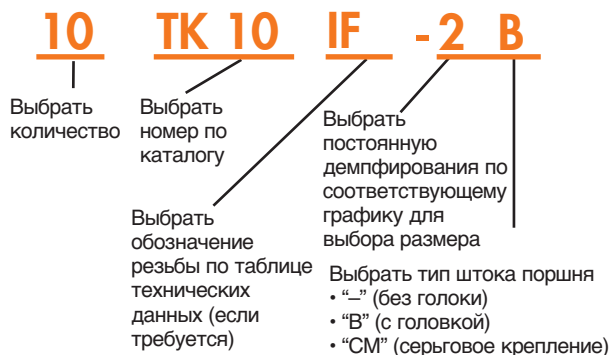 10 TK 10 IF - 2 B
Выбрать
количество
Выбрать
номер по
каталогу
Выбрать
обозначение
резьбы по таблице
технических
данных (если
требуется)
Выбрать
постоянную
демпфирования по
соответствующему
графику для
выбора размера
Выбрать тип штока поршня
• “–” (без голоки)
• “B” (с головкой)
• “CM” (серьговое крепление)